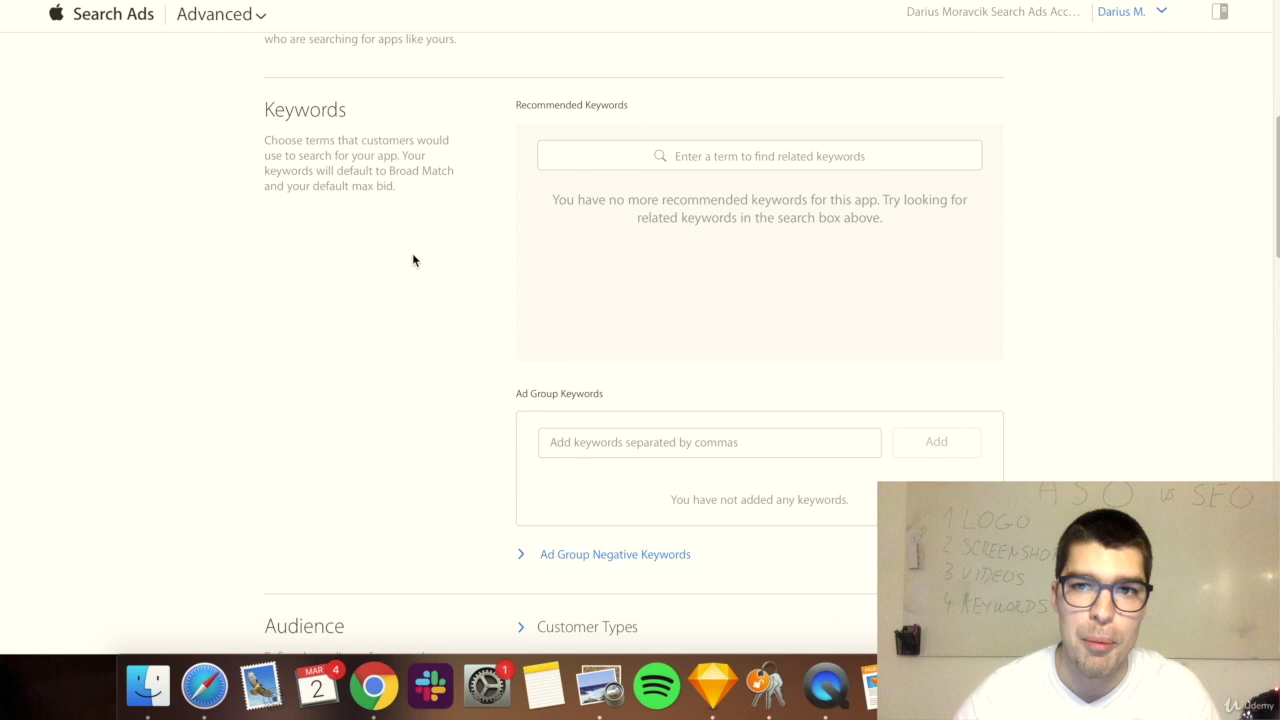 Search Ads
Advanced
Darius Moravcik Search Ads Acc...
Darius M.
who are searching for apps like yours.
Keywords
Choose terms that customers would
use to search for your app. Your
keywords will default to Broad Match
and your default max bid.
Recommended Keywords
Enter a term to find related keywords
You have no more recommended keywords for this app. Try looking for
related keywords in the search box above.
Ad Group Keywords
Add keywords separated by commas
Add
You have not added any keywords.
Ad Group Negative Keywords
Audience
Customer Types
ASO vs SEO
1 LOGO
2 SCREENSHO
3 VIDEOS
4 KEYWORDS
MAR
2
4
1
Udemy